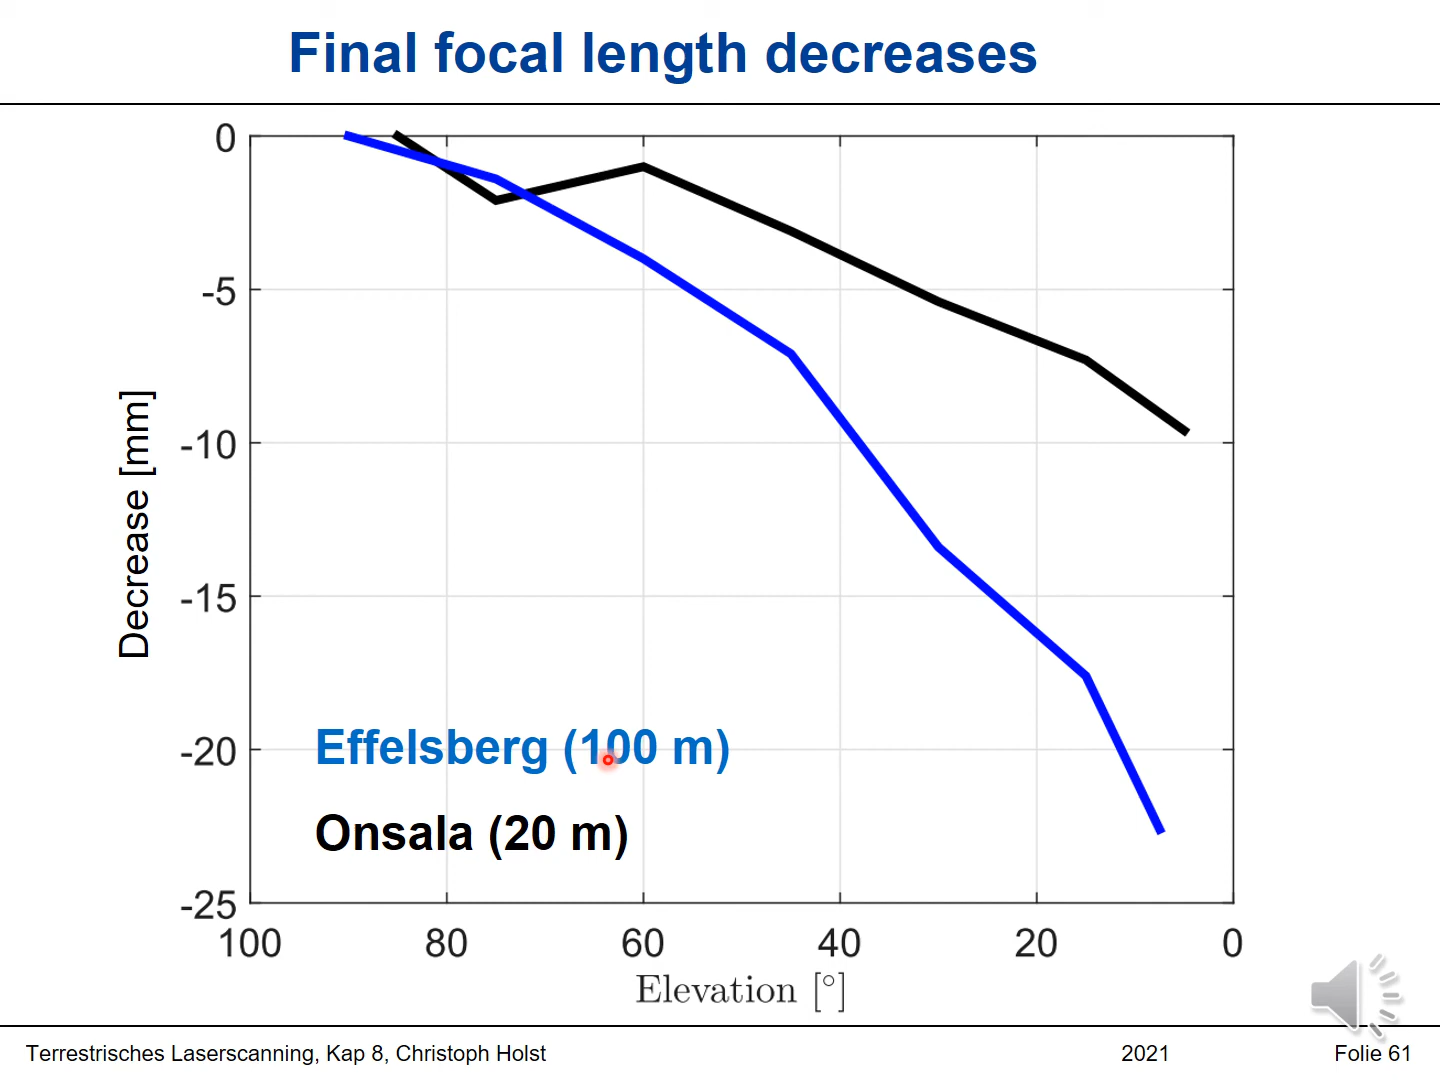 Final focal length decreases
0
-5
-10
-15
-20
-25
Decrease [mm]
Effelsberg (100 m)
Onsala (20 m)
100 80 60 40 20 0
Elevation [°]
Terrestrisches Laserscanning, Kap 8, Christoph Holst 2021 Folie 61